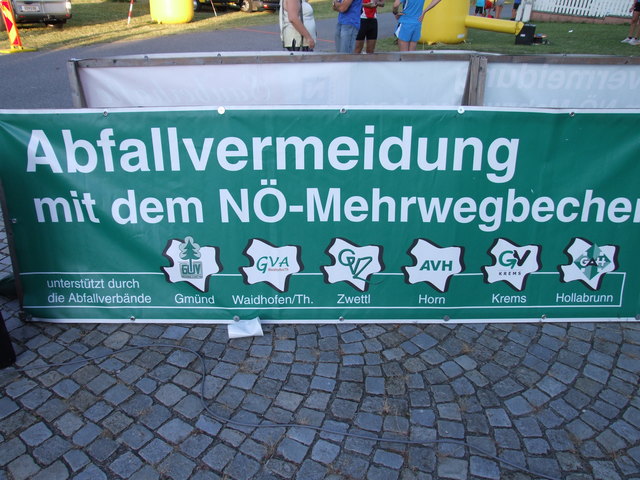 Abfallvermeidung
mit dem NÖ-Mehrwegbecher
unterstützt durch
die Abfallverbände
GVA
AVH
GV
KREMS
Gmünd
Waidhofen/Th.
Zwettl
Horn
Krems
Hollabrunn